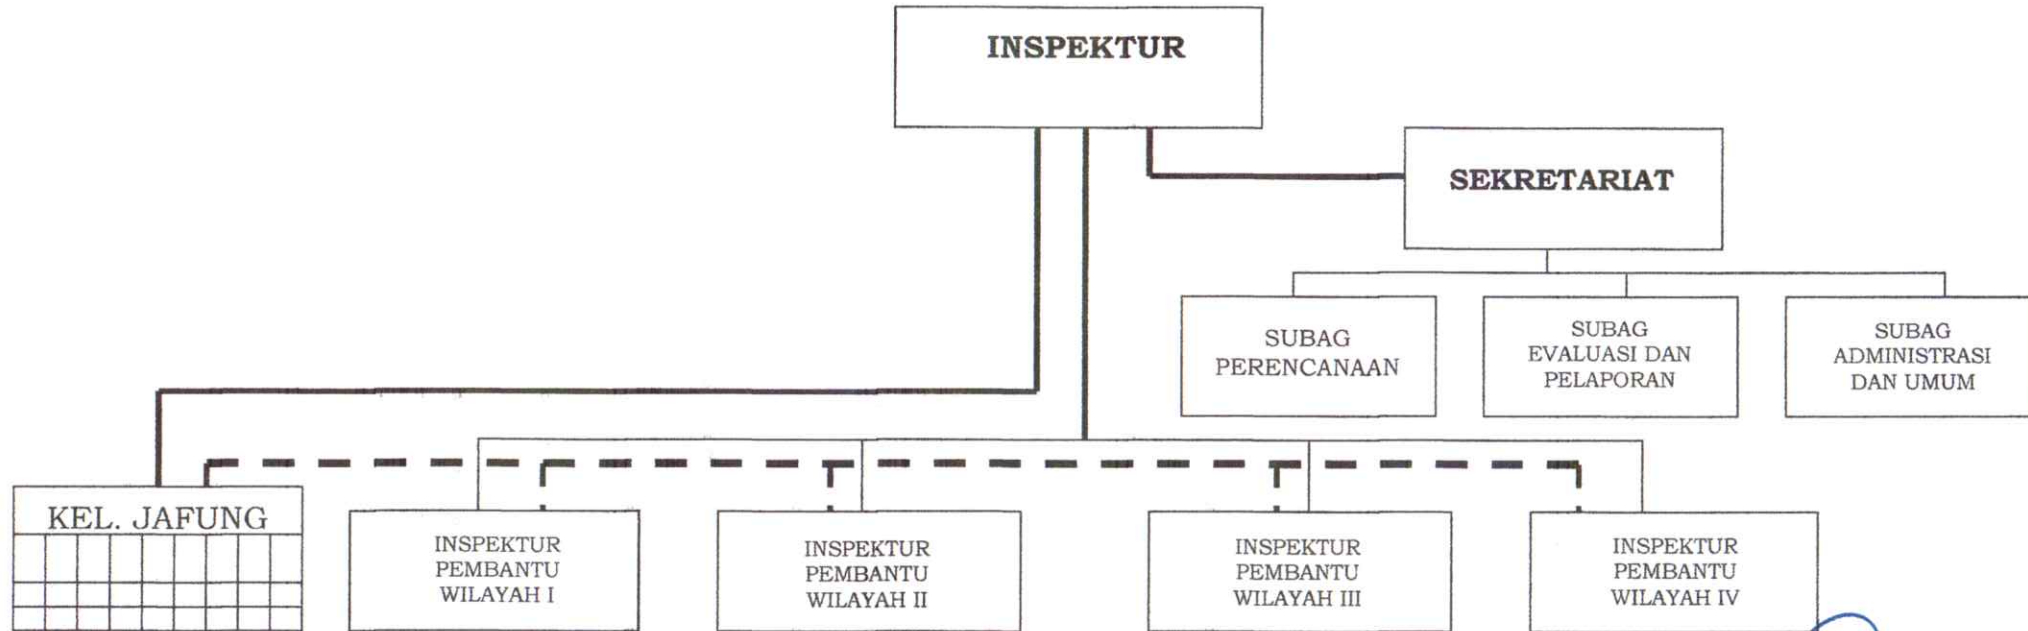 INSPEKTUR
SEKRETARIAT
SUBAG
PERENCANAAN
SUBAG
EVALUASI DAN
PELAPORAN
SUBAG
ADMINISTRASI
DAN UMUM
KEL. JAFUNG
INSPEKTUR
PEMBANTU
WILAYAH I
INSPEKTUR
PEMBANTU
WILAYAH II
INSPEKTUR
PEMBANTU
WILAYAH III
INSPEKTUR
PEMBANTU
WILAYAH IV